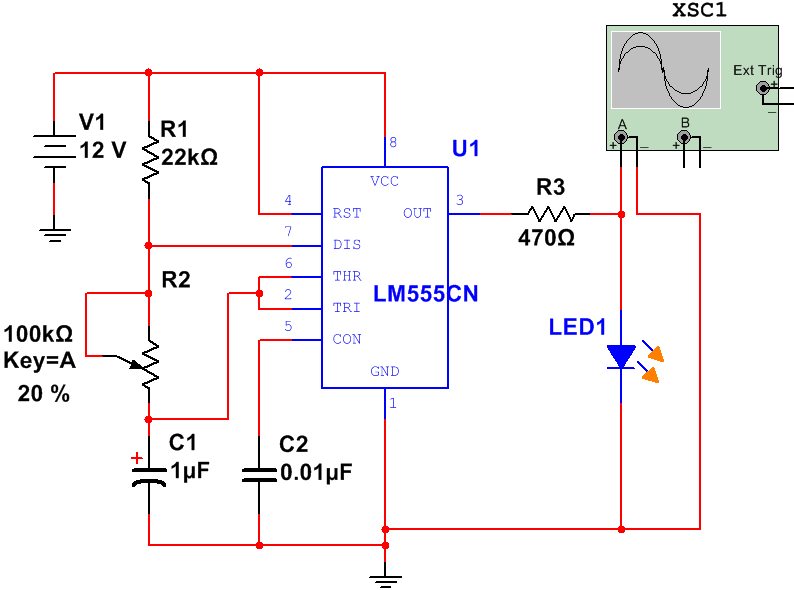 XSC1
Ext Trig
+
_
A
B
+
_
+
_
V1
12 V
R1
22kΩ
8
U1
VCC
4
RST
OUT
3
R3
470Ω
7
DIS
6
THR
R2
2
TRI
LM555CN
5
CON
LED1
100kΩ
Key=A
20 %
GND
1
C1
+
1µF
C2
0.01µF